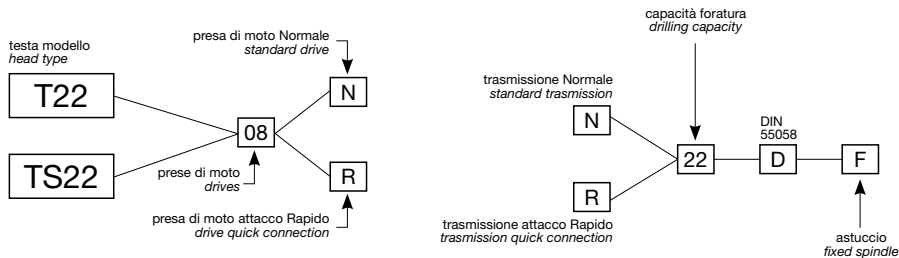 testa modello
head type
T22
TS22
presa di moto Normale
standard drive
N
08
prese di moto
drives
R
presa di moto attacco Rapido
drive quick connection
capacità foratura
drilling capacity
trasmissione Normale
standard trasmission
N
R
trasmissione attacco Rapido
trasmission quick connection
22
DIN
55058
D
F
astuccio
fixed spindle